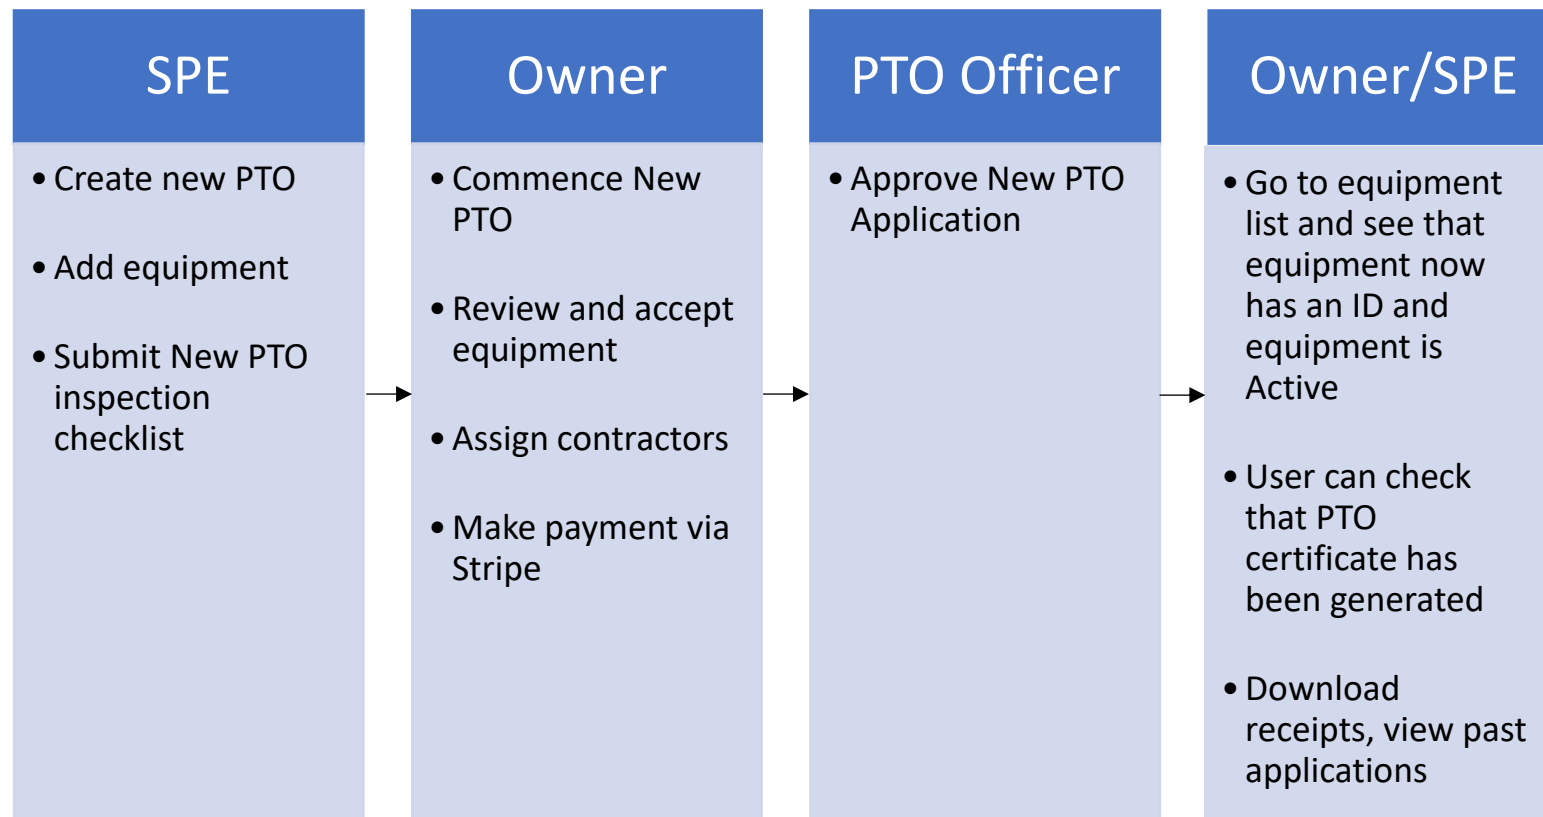 SPE
• Create new PTO
• Add equipment
• Submit New PTO
inspection
checklist
Owner
• Commence New
PTO
• Review and accept
equipment
• Assign contractors
• Make payment via
Stripe
PTO Officer
• Approve New PTO
Application
Owner/SPE
• Go to equipment
list and see that
equipment now
has an ID and
equipment is
Active
• User can check
that PTO
certificate has
been generated
• Download
receipts, view past
applications